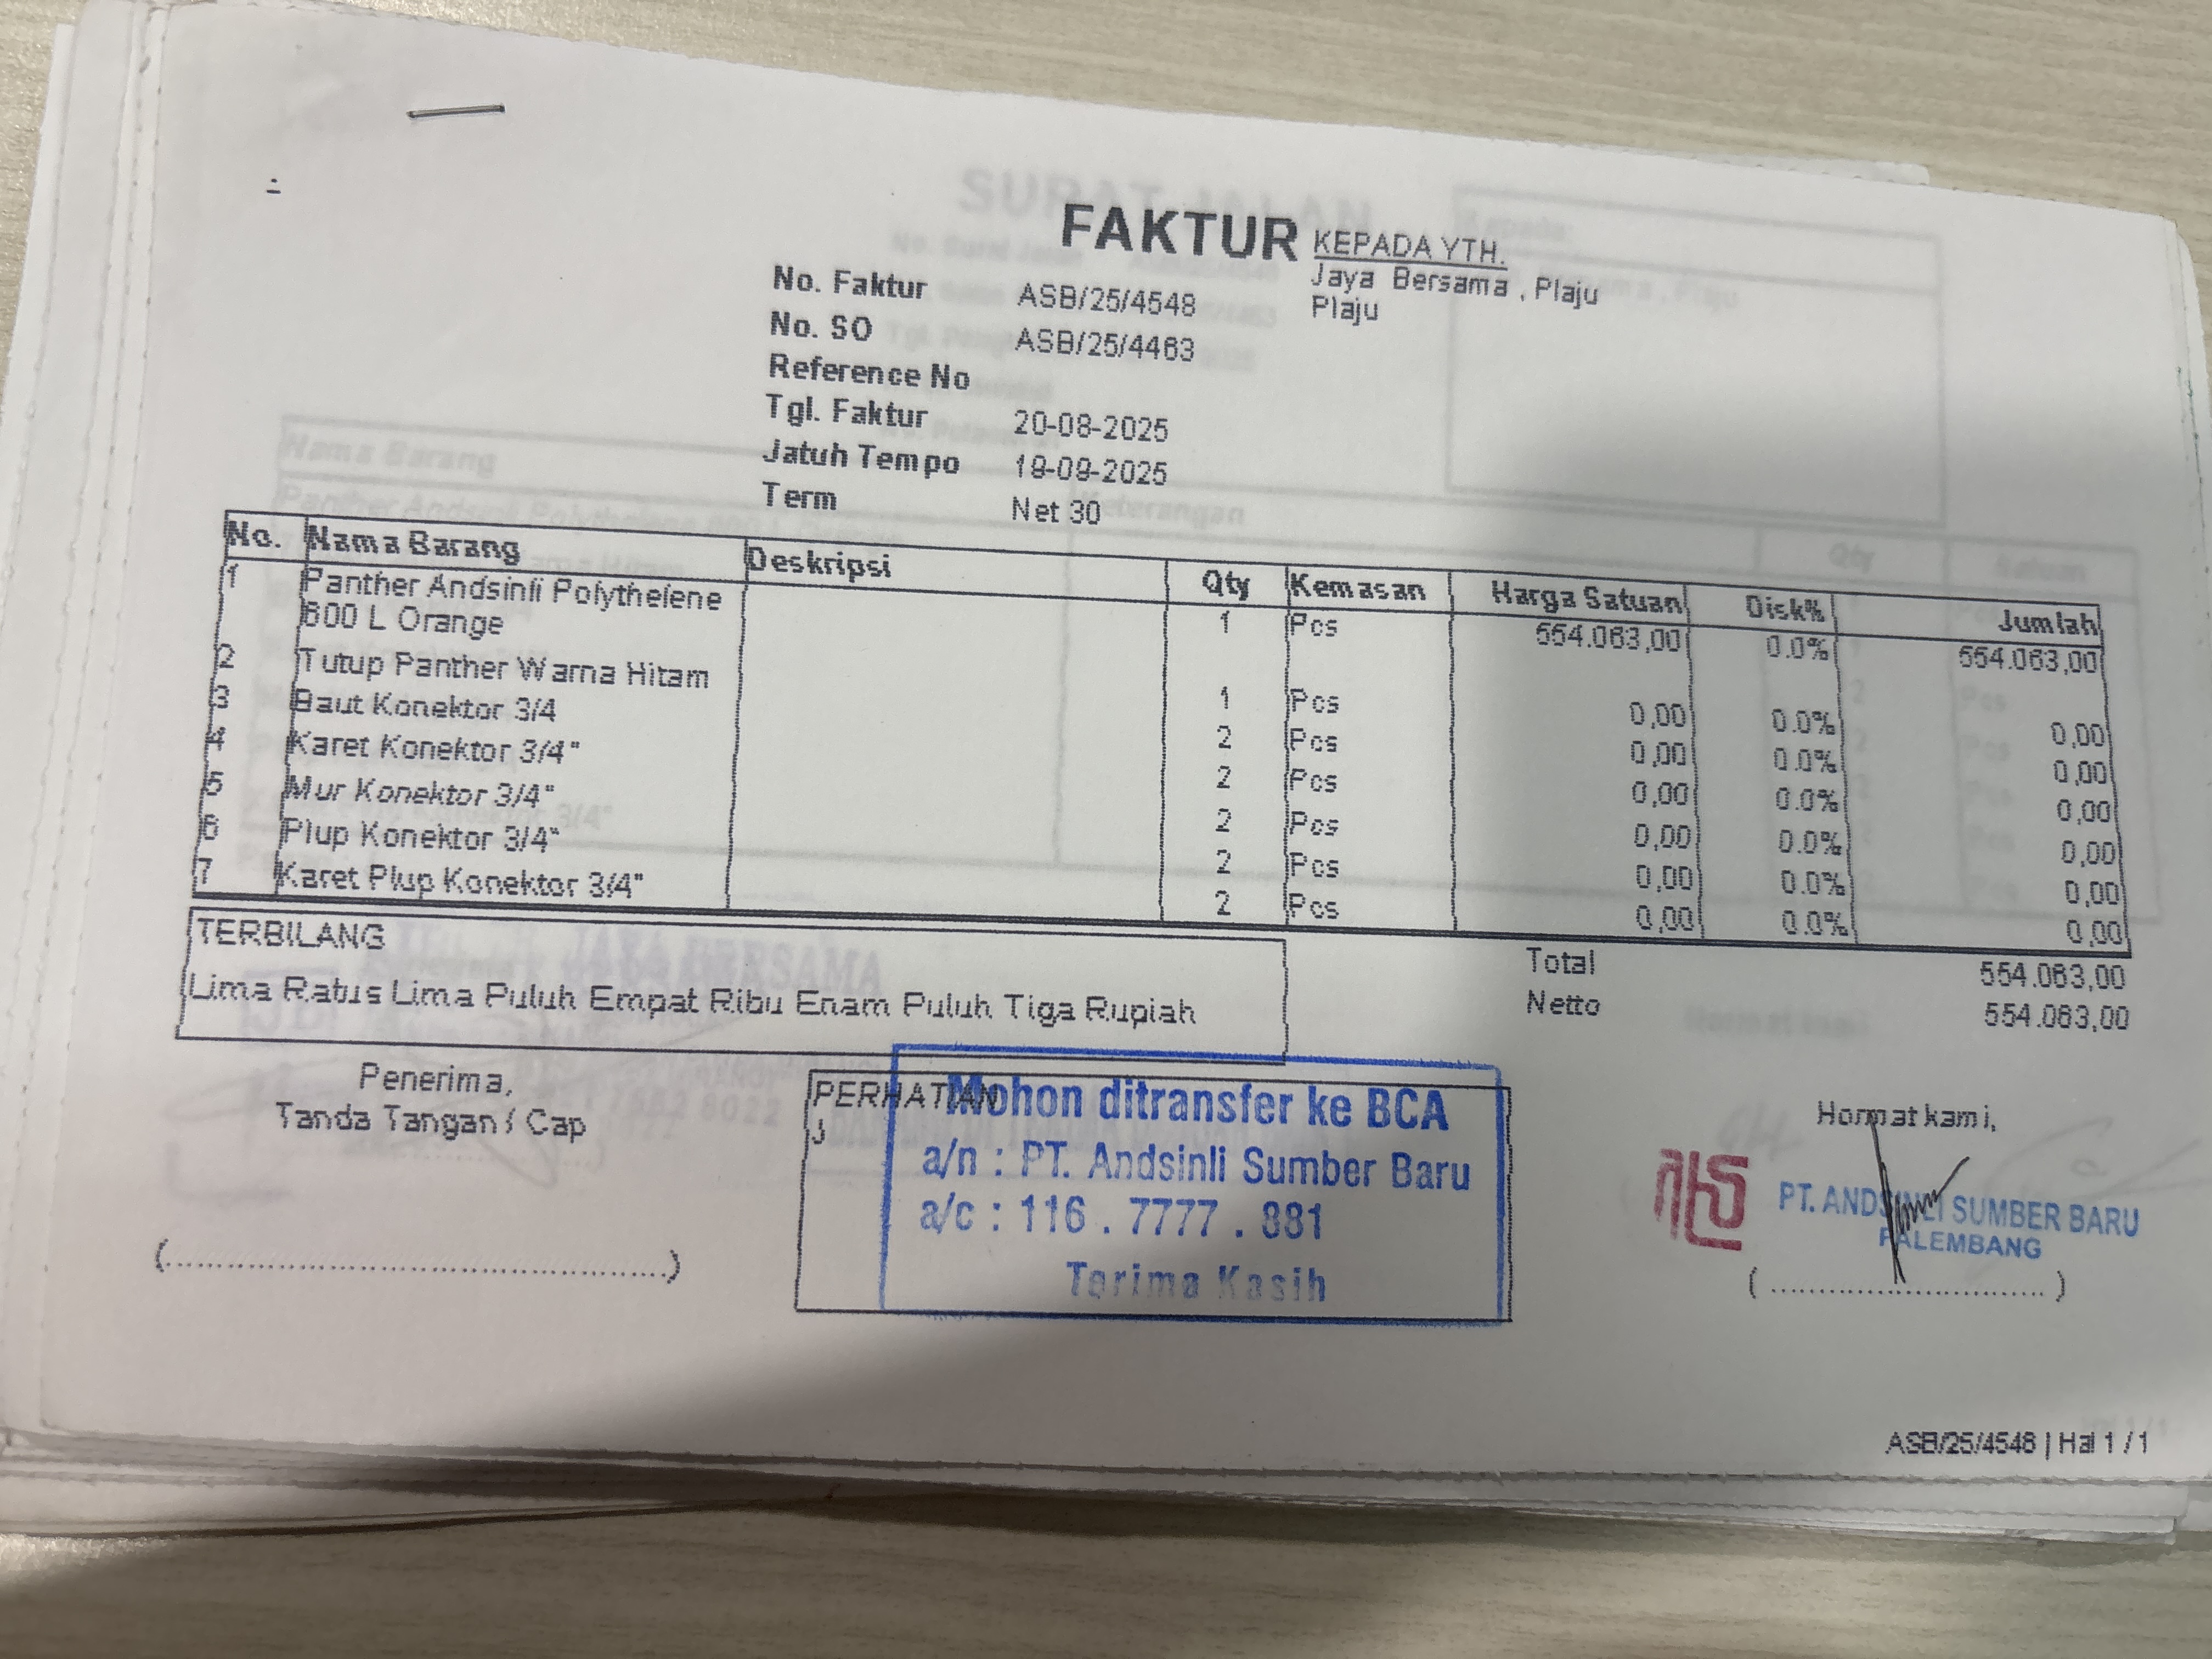 FAKTUR
KEPADA YTH.
Jaya Bersama , Plaju
Plaju
No. Faktur ASB/25/4548
No. SO ASB/25/4463
Reference No
Tgl. Faktur 20-08-2025
Jatuh Tempo 19-09-2025
Term Net 30
No. Nama Barang Deskripsi Qty Kemasan Harga Satuan Disk% Jumlah
1 Panther Andsinli Polythelene 1 Pcs 554.063,00 0.0% 554.063,00
600 L Orange
2 Tutup Panther Warna Hitam 1 Pcs 0,00 0.0% 0,00
3 Baut Konektor 3/4 2 Pcs 0,00 0.0% 0,00
4 Karet Konektor 3/4" 2 Pcs 0,00 0.0% 0,00
5 Mur Konektor 3/4" 2 Pcs 0,00 0.0% 0,00
6 Plup Konektor 3/4" 2 Pcs 0,00 0.0% 0,00
7 Karet Plup Konektor 3/4" 2 Pcs 0,00 0.0% 0,00
TERBILANG
Lima Ratus Lima Puluh Empat Ribu Enam Puluh Tiga Rupiah
Total 554.063,00
Netto 554.063,00
Penerima,
Tanda Tangan / Cap
PERHATIAN
J
Mohon ditransfer ke BCA
a/n : PT. Andsinli Sumber Baru
a/c : 116 . 7777 . 881
Terima Kasih
Hormat kami,
PT. ANDSINLI SUMBER BARU
PALEMBANG
ASB/25/4548 | Hal 1 / 1